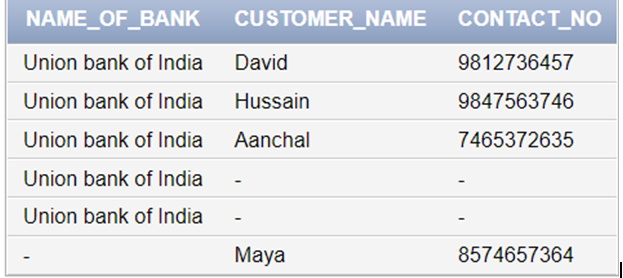 NAME_OF_BANK CUSTOMER_NAME CONTACT_NO
Union bank of India David 9812736457
Union bank of India Hussain 9847563746
Union bank of India Aanchal 7465372635
Union bank of India - -
Union bank of India - -
- Maya 8574657364